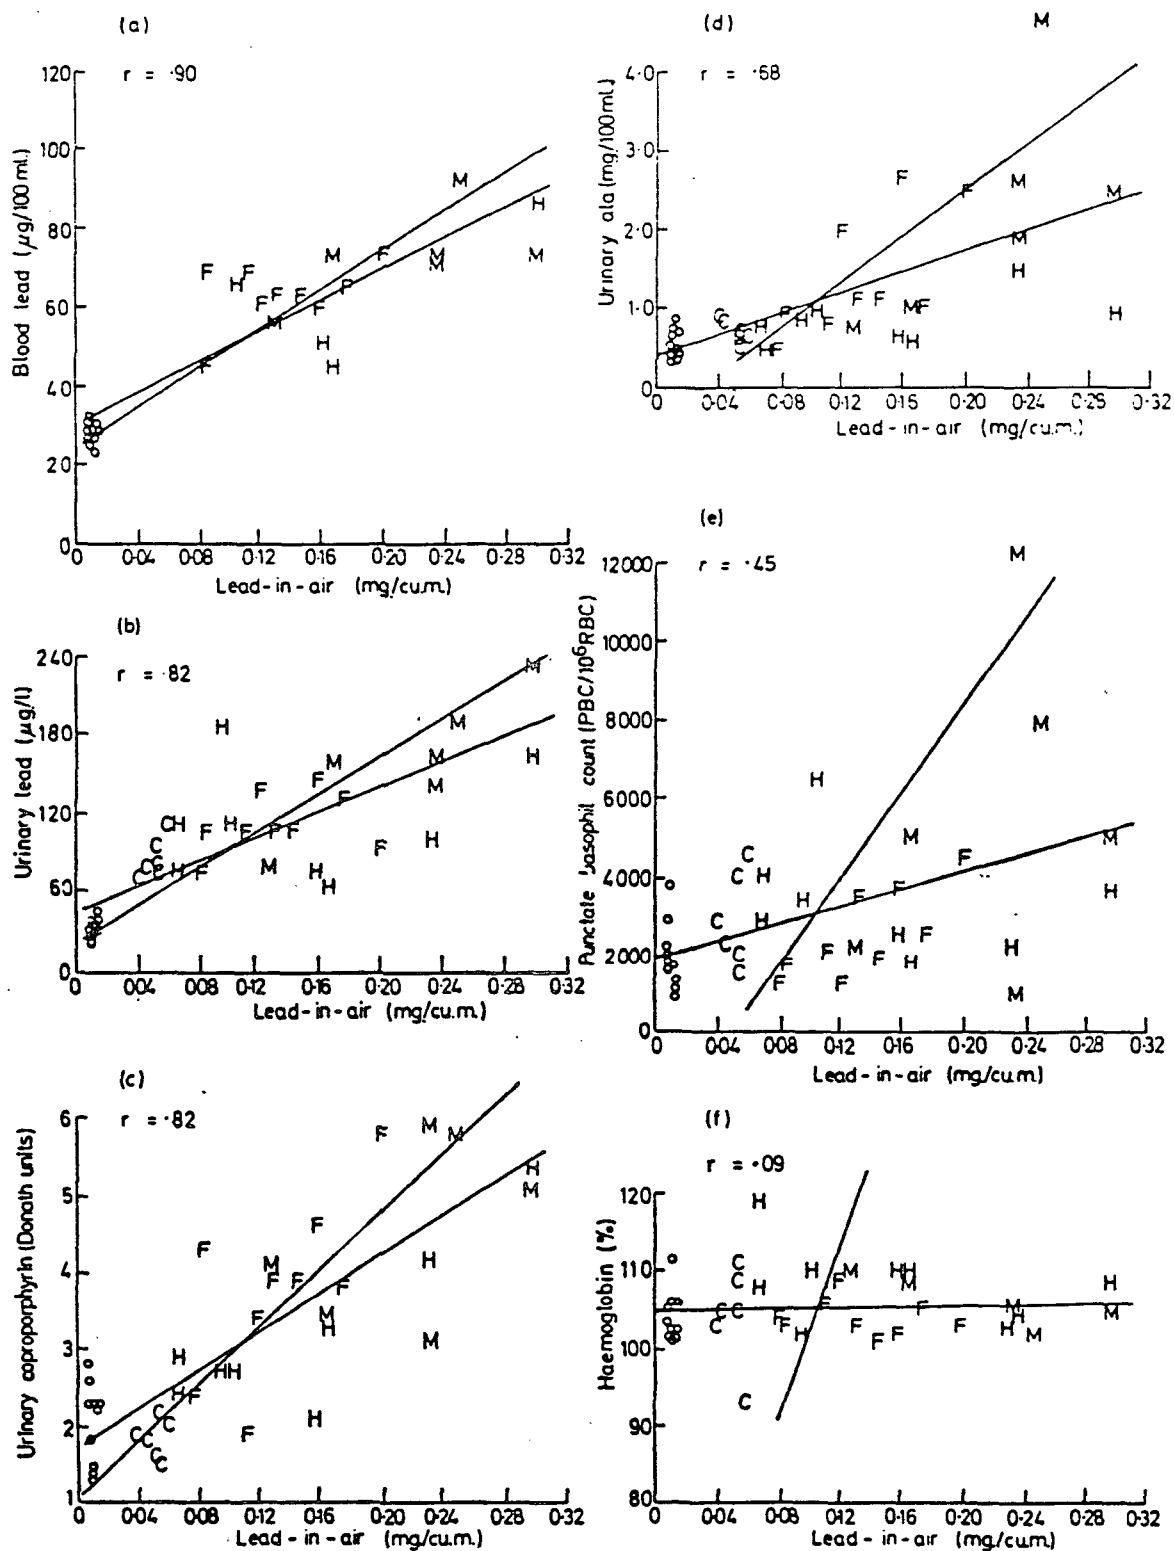 (a)
r = ·90
120
100
80
60
40
20
0
Blood lead (µg/100 ml.)
0 0·04 0·08 0·12 0·16 0·20 0·24 0·28 0·32
Lead-in-air (mg/cu.m.)
F H F F F F M F F M F M M M H M H H
(b)
r = ·82
240
180
120
60
0
Urinary lead (µg/l)
0·04 0·08 0·12 0·16 0·20 0·24 0·28 0·32
Lead-in-air (mg/cu.m.)
H M M M F F M F M H C H F H F F F C C C C H F M H H F H
(c)
r = ·82
6
5
4
3
2
1
Urinary coproporphyrin (Donath units)
0 0·04 0·08 0·12 0·16 0·20 0·24 0·28 0·32
Lead-in-air (mg/cu.m.)
F M M H M F F M F F F H F M H M H H H H F C C C C C C F H
(d)
r = ·68
4·0
3·0
2·0
1·0
0
Urinary ala (mg/100 ml.)
0 0·04 0·08 0·12 0·16 0·20 0·24 0·25 0·32
Lead-in-air (mg/cu.m.)
M F F M M F M H H F F M F C C H F H H F M H H H F
(e)
r = ·45
12000
10000
8000
6000
4000
2000
0
Punctate basophil count (PBC/10⁶RBC)
0 0·04 0·08 0·12 0·16 0·20 0·24 0·28 0·32
Lead-in-air (mg/cu.m.)
M M H M M C C H F F F H H C H C C C F F F M F F H H F H M
(f)
r = ·09
120
110
100
90
80
Haemoglobin (%)
0 0·04 0·08 0·12 0·16 0·20 0·24 0·28 0·32
Lead-in-air (mg/cu.m.)
H C C H H F M H H H M H C C C F F H F F F F F F H M H M M C